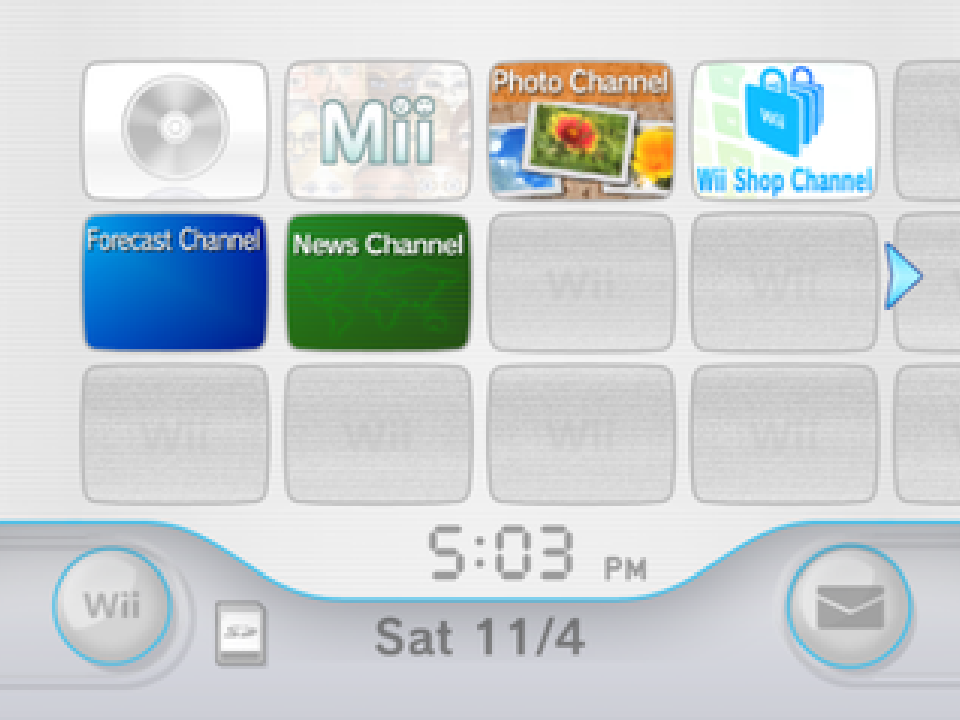 Mii
Photo Channel
Wii
Wii Shop Channel
Forecast Channel
News Channel
Wii
Wii
Wii
Wii
Wii
Wii
5:03 PM
Wii
SD
Sat 11/4